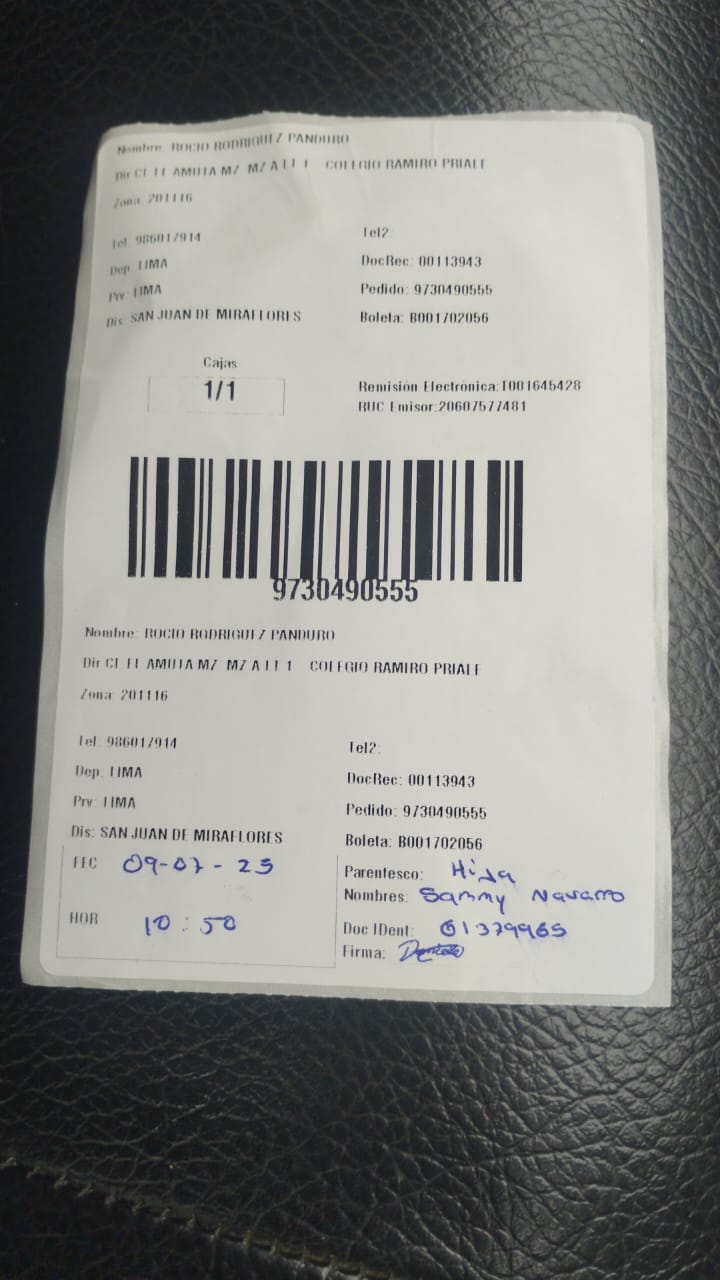 Nombre: ROCIO RODRIGUEZ PANDURO
Dir CL EL AMUTA MZ MZ A LT 1 COLEGIO RAMIRO PRIALE
Zona: 201116
Tel: 986017914 Tel2:
Dep: LIMA DocRec: 00113943
Prv: LIMA Pedido: 9730490555
Dis: SAN JUAN DE MIRAFLORES Boleta: B001702056
Cajas
1/1
Remisión Electrónica:T001645428
RUC Emisor:20607577481
9730490555
Nombre: ROCIO RODRIGUEZ PANDURO
Dir CL EL AMUTA MZ MZ A LT 1 COLEGIO RAMIRO PRIALE
Zona: 201116
Tel: 986017914 Tel2:
Dep: LIMA DocRec: 00113943
Prv: LIMA Pedido: 9730490555
Dis: SAN JUAN DE MIRAFLORES Boleta: B001702056
FEC 09-07-25 Parentesco: Hija
Nombres: Sammy Navarro
HOR 10:50 Doc IDent: 61379965
Firma: